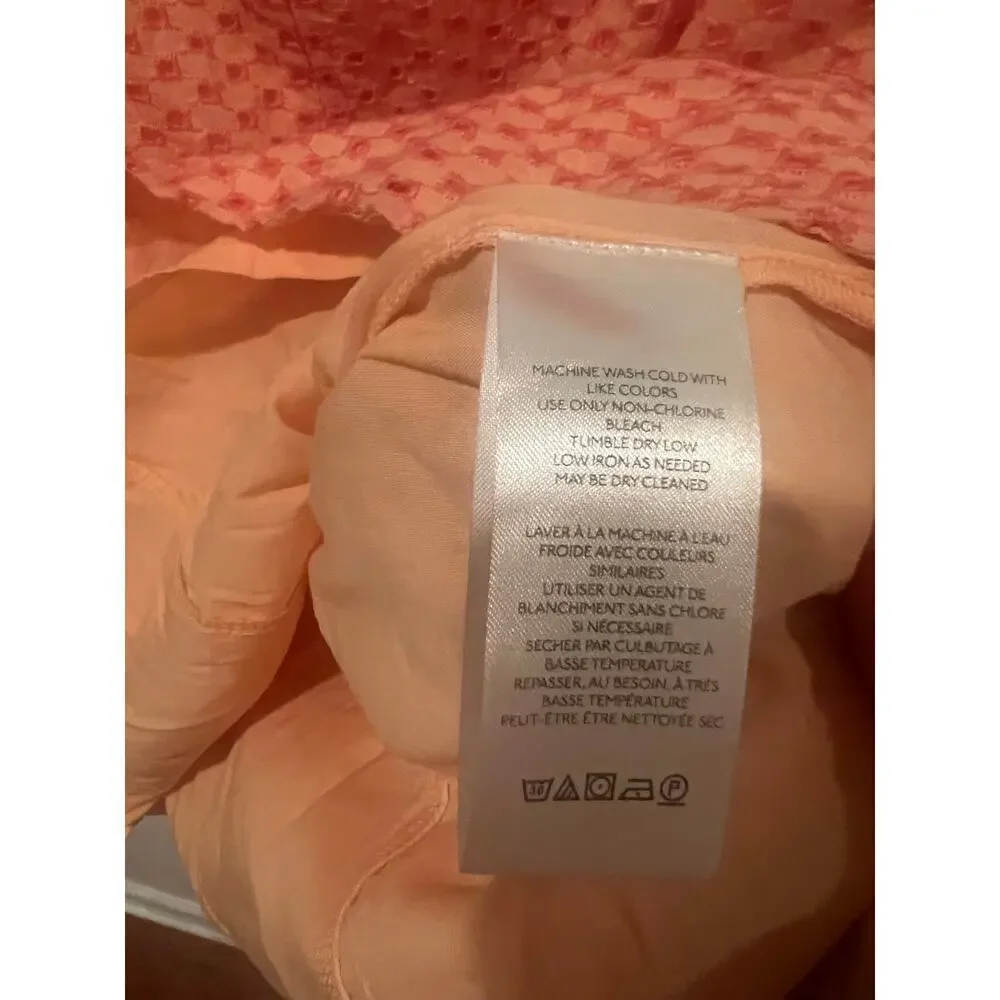 MACHINE WASH COLD WITH
LIKE COLORS
USE ONLY NON-CHLORINE
BLEACH
TUMBLE DRY LOW
LOW IRON AS NEEDED
MAY BE DRY CLEANED
LAVER À LA MACHINE À L'EAU
FROIDE AVEC COULEURS
SIMILAIRES
UTILISER UN AGENT DE
BLANCHIMENT SANS CHLORE
SI NÉCESSAIRE
SÉCHER PAR CULBUTAGE À
BASSE TEMPERATURE
REPASSER, AU BESOIN, À TRÈS
BASSE TEMPÉRATURE
PEUT-ÊTRE ÊTRE NETTOYÉE SEC
30 P